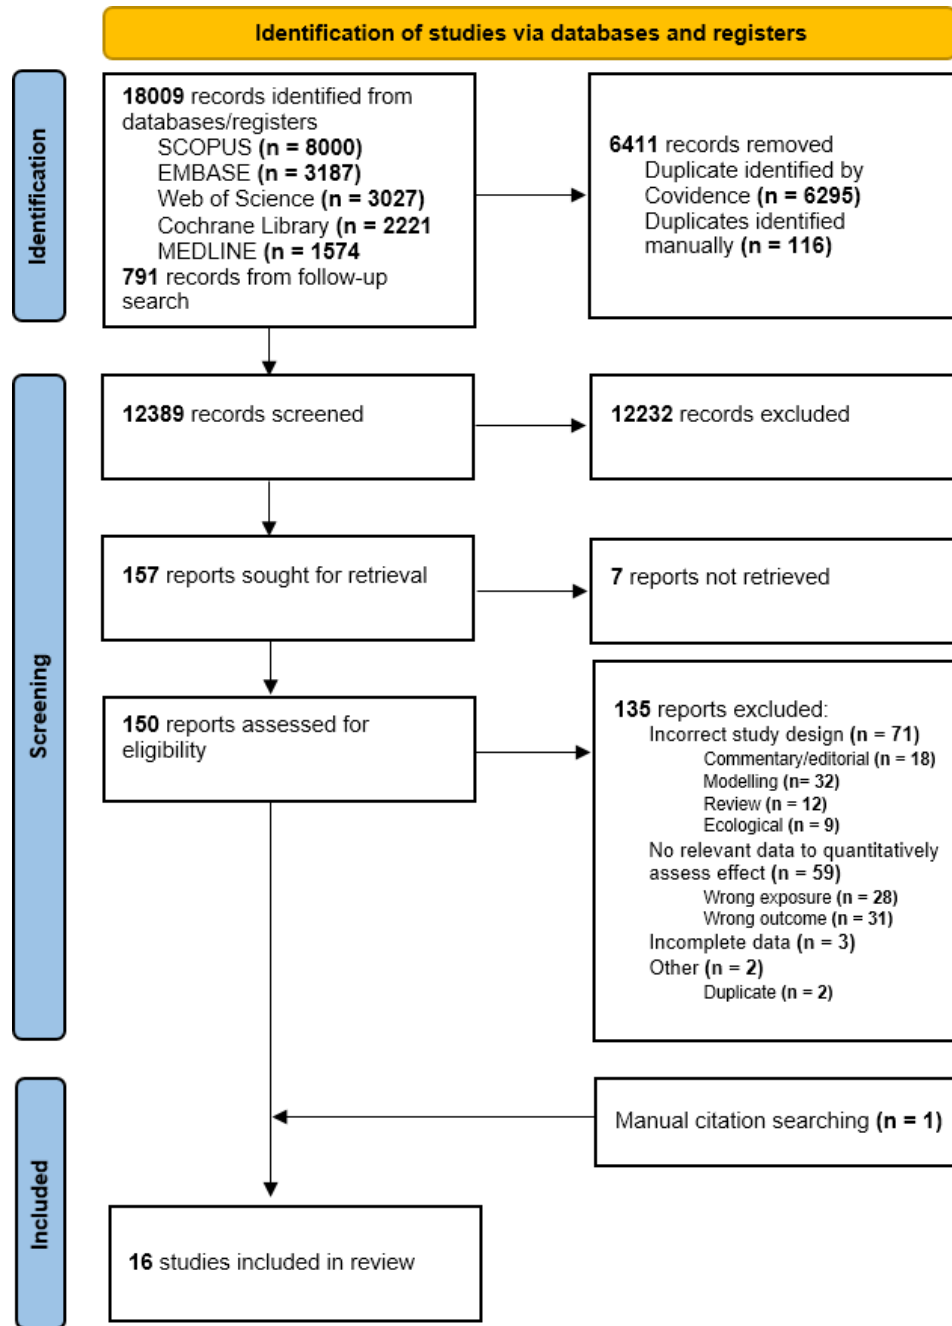 Identification of studies via databases and registers
Identification
18009 records identified from
databases/registers
SCOPUS (n = 8000)
EMBASE (n = 3187)
Web of Science (n = 3027)
Cochrane Library (n = 2221
MEDLINE (n = 1574
791 records from follow-up
search
6411 records removed
Duplicate identified by
Covidence (n = 6295)
Duplicates identified
manually (n = 116)
Screening
12389 records screened
12232 records excluded
157 reports sought for retrieval
7 reports not retrieved
150 reports assessed for
eligibility
135 reports excluded:
Incorrect study design (n = 71)
Commentary/editorial (n = 18)
Modelling (n= 32)
Review (n = 12)
Ecological (n = 9)
No relevant data to quantitatively
assess effect (n = 59)
Wrong exposure (n = 28)
Wrong outcome (n = 31)
Incomplete data (n = 3)
Other (n = 2)
Duplicate (n = 2)
Included
Manual citation searching (n = 1)
16 studies included in review